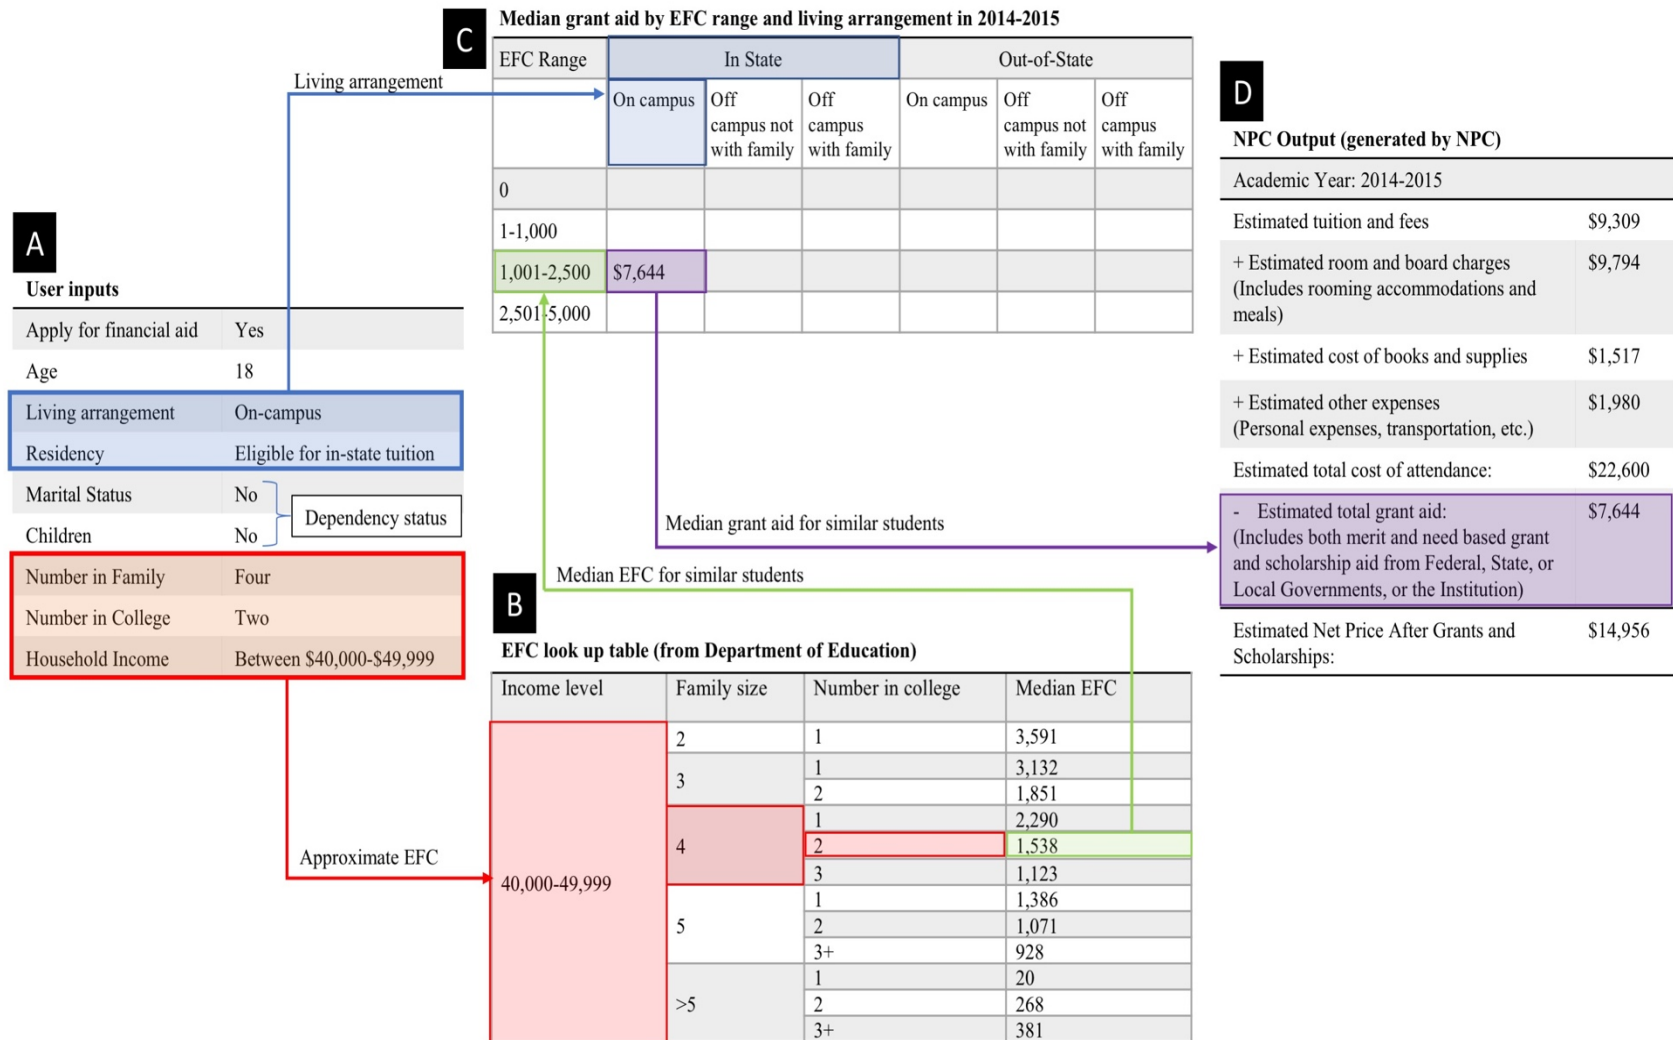 C
Median grant aid by EFC range and living arrangement in 2014-2015
EFC Range In State Out-of-State
On campus Off campus not with family Off campus with family On campus Off campus not with family Off campus with family
0
1-1,000
1,001-2,500 $7,644
2,501-5,000
Living arrangement
A
User inputs
Apply for financial aid Yes
Age 18
Living arrangement On-campus
Residency Eligible for in-state tuition
Marital Status No
Children No
Dependency status
Number in Family Four
Number in College Two
Household Income Between $40,000-$49,999
Approximate EFC
Median grant aid for similar students
Median EFC for similar students
B
EFC look up table (from Department of Education)
Income level Family size Number in college Median EFC
40,000-49,999
2 1 3,591
3 1 3,132
2 1,851
4 1 2,290
2 1,538
3 1,123
5 1 1,386
2 1,071
3+ 928
>5 1 20
2 268
3+ 381
D
NPC Output (generated by NPC)
Academic Year: 2014-2015
Estimated tuition and fees $9,309
+ Estimated room and board charges $9,794
(Includes rooming accommodations and
meals)
+ Estimated cost of books and supplies $1,517
+ Estimated other expenses $1,980
(Personal expenses, transportation, etc.)
Estimated total cost of attendance: $22,600
- Estimated total grant aid: $7,644
(Includes both merit and need based grant
and scholarship aid from Federal, State, or
Local Governments, or the Institution)
Estimated Net Price After Grants and $14,956
Scholarships: